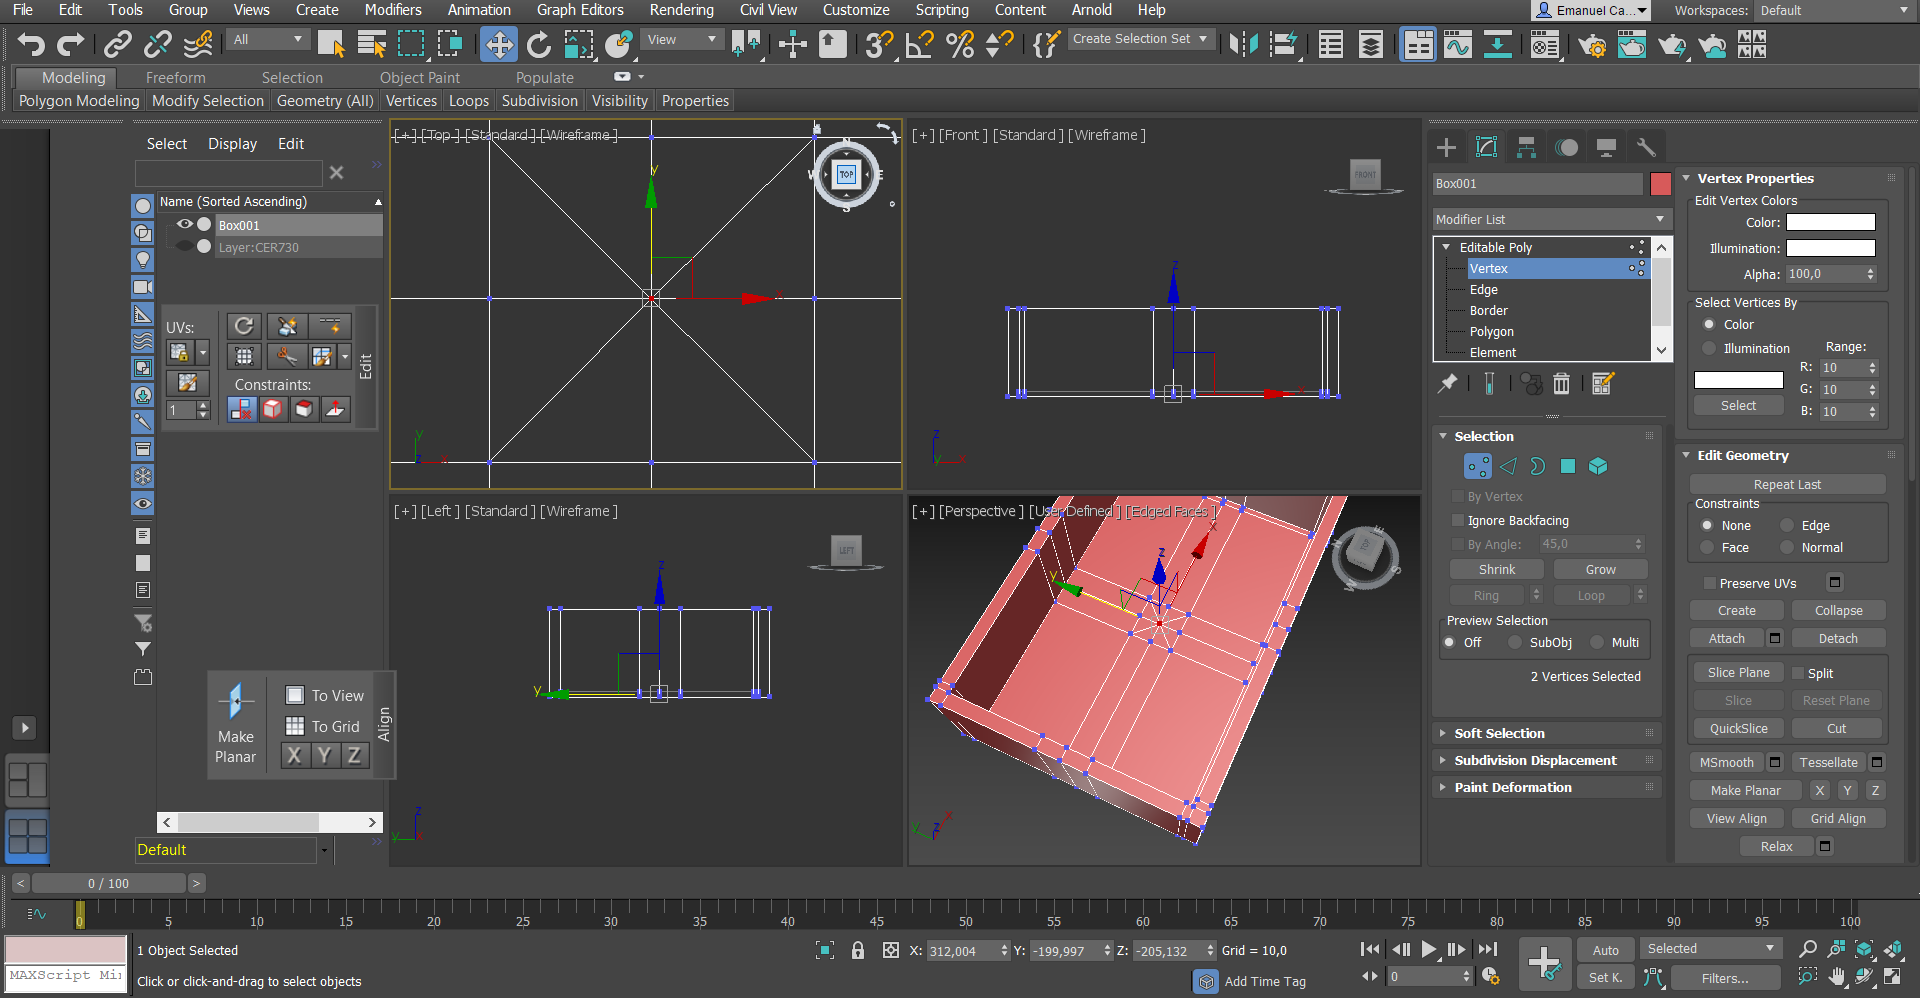 File Edit Tools Group Views Create Modifiers Animation Graph Editors Rendering Civil View Customize Scripting Content Arnold Help
Emanuel Ca... Workspaces: Default
All View Create Selection Set
Modeling Freeform Selection Object Paint Populate
Polygon Modeling Modify Selection Geometry (All) Vertices Loops Subdivision Visibility Properties
Select Display Edit
Name (Sorted Ascending)
Box001
Layer:CER730
UVs:
Constraints:
1
Edit
Make Planar
To View
To Grid
X Y Z
Align
Default
[+] [Top ] [Standard ] [Wireframe ]
TOP
N
W
E
S
y
x
[+] [Front ] [Standard ] [Wireframe ]
FRONT
z
x
[+] [Left ] [Standard ] [Wireframe ]
LEFT
z
y
[+] [Perspective ] [User Defined ] [Edged Faces ]
TOP
z
x
y
Box001
Modifier List
Editable Poly
Vertex
Edge
Border
Polygon
Element
Selection
By Vertex
Ignore Backfacing
By Angle: 45,0
Shrink Grow
Ring Loop
Preview Selection
Off SubObj Multi
2 Vertices Selected
Soft Selection
Subdivision Displacement
Paint Deformation
Vertex Properties
Edit Vertex Colors
Color:
Illumination:
Alpha: 100,0
Select Vertices By
Color
Illumination Range:
R: 10
G: 10
Select B: 10
Edit Geometry
Repeat Last
Constraints
None Edge
Face Normal
Preserve UVs
Create Collapse
Attach Detach
Slice Plane Split
Slice Reset Plane
QuickSlice Cut
MSmooth Tessellate
Make Planar X Y Z
View Align Grid Align
Relax
< 0 / 100 >
0 5 10 15 20 25 30 35 40 45 50 55 60 65 70 75 80 85 90 95 100
1 Object Selected X: 312,004 Y: -199,997 Z: -205,132 Grid = 10,0
MAXScript Mi
Click or click-and-drag to select objects
Add Time Tag
0
Auto Selected
Set K. Filters...